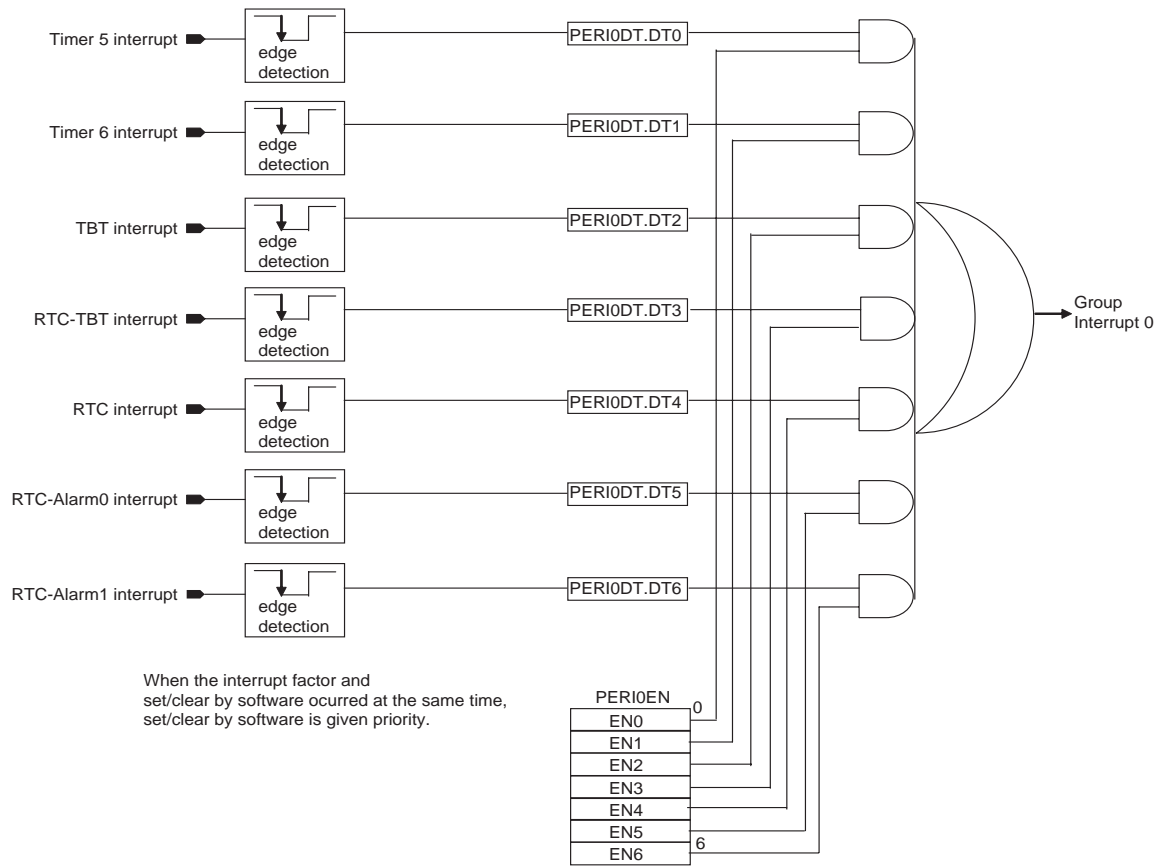 Timer 5 interrupt
edge
detection
PERI0DT.DT0
Timer 6 interrupt
edge
detection
PERI0DT.DT1
TBT interrupt
edge
detection
PERI0DT.DT2
RTC-TBT interrupt
edge
detection
PERI0DT.DT3
Group
Interrupt 0
RTC interrupt
edge
detection
PERI0DT.DT4
RTC-Alarm0 interrupt
edge
detection
PERI0DT.DT5
RTC-Alarm1 interrupt
edge
detection
PERI0DT.DT6
When the interrupt factor and
set/clear by software ocurred at the same time,
set/clear by software is given priority.
PERI0EN
0
EN0
EN1
EN2
EN3
EN4
EN5
6
EN6